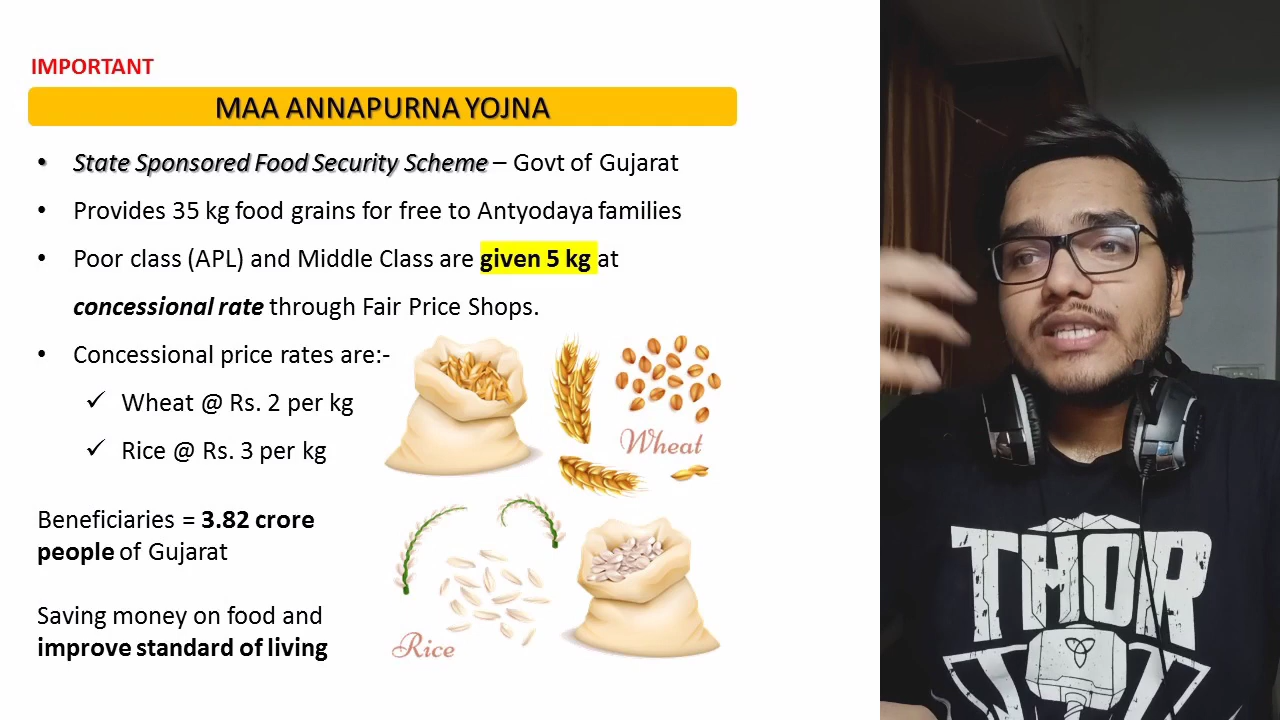 IMPORTANT
MAA ANNAPURNA YOJNA
• State Sponsored Food Security Scheme – Govt of Gujarat
• Provides 35 kg food grains for free to Antyodaya families
• Poor class (APL) and Middle Class are given 5 kg at
concessional rate through Fair Price Shops.
• Concessional price rates are:-
✓ Wheat @ Rs. 2 per kg
✓ Rice @ Rs. 3 per kg
Wheat
Beneficiaries = 3.82 crore
people of Gujarat
Saving money on food and
improve standard of living
Rice
THOR